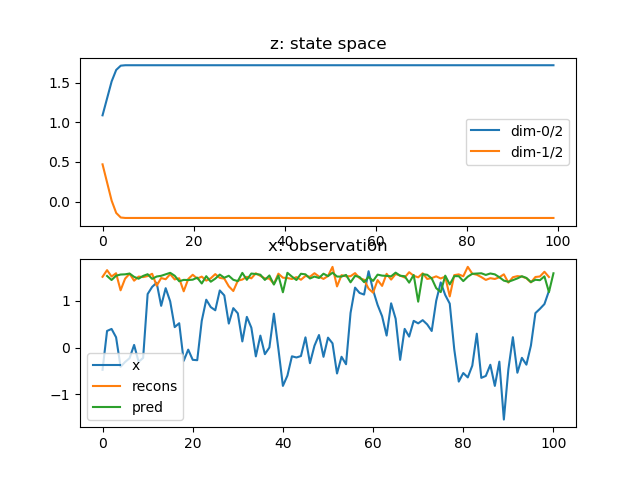 z: state space
1.5
1.0
0.5
0.0
dim-0/2
dim-1/2
0 20 40 60 80 100
x: observation
1
0
−1
x
recons
pred
0 20 40 60 80 100